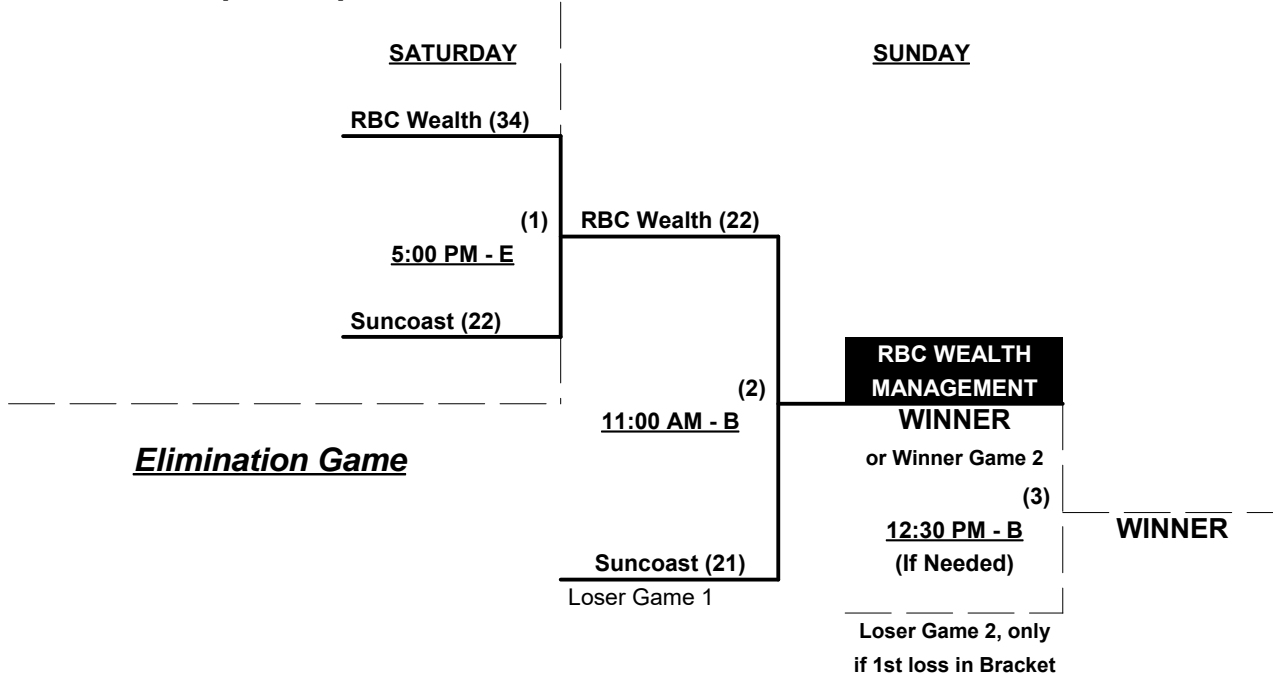 SATURDAY
SUNDAY
RBC Wealth (34)
(1)
RBC Wealth (22)
5:00 PM - E
Suncoast (22)
RBC WEALTH
MANAGEMENT
(2)
WINNER
11:00 AM - B
or Winner Game 2
Elimination Game
(3)
12:30 PM - B
WINNER
(If Needed)
Suncoast (21)
Loser Game 1
Loser Game 2, only
if 1st loss in Bracket